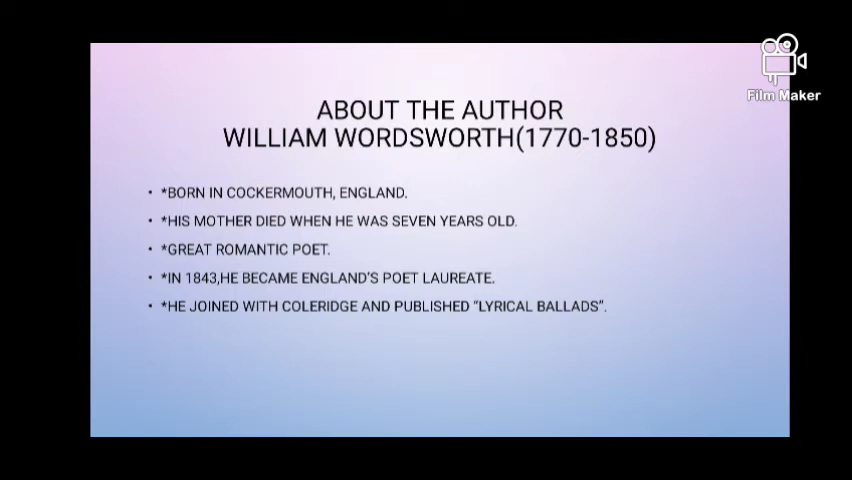 Film Maker
ABOUT THE AUTHOR
WILLIAM WORDSWORTH(1770-1850)
• *BORN IN COCKERMOUTH, ENGLAND.
• *HIS MOTHER DIED WHEN HE WAS SEVEN YEARS OLD.
• *GREAT ROMANTIC POET.
• *IN 1843,HE BECAME ENGLAND'S POET LAUREATE.
• *HE JOINED WITH COLERIDGE AND PUBLISHED "LYRICAL BALLADS".